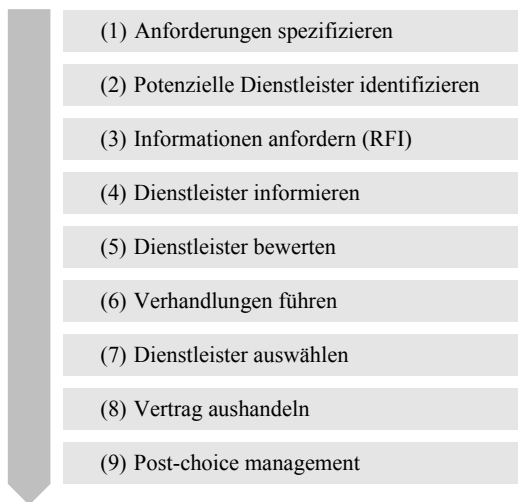 (1) Anforderungen spezifizieren
(2) Potenzielle Dienstleister identifizieren
(3) Informationen anfordern (RFI)
(4) Dienstleister informieren
(5) Dienstleister bewerten
(6) Verhandlungen führen
(7) Dienstleister auswählen
(8) Vertrag aushandeln
(9) Post-choice management